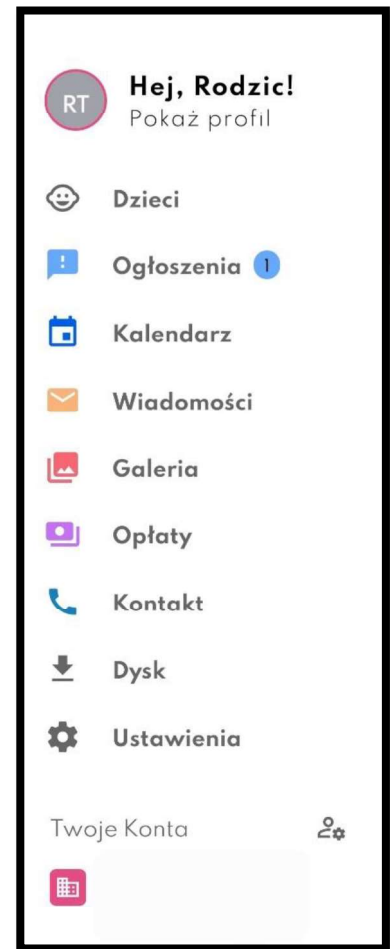 RT
Hej, Rodzic!
Pokaż profil
Dzieci
Ogłoszenia 1
Kalendarz
Wiadomości
Galeria
Opłaty
Kontakt
Dysk
Ustawienia
Twoje Konta